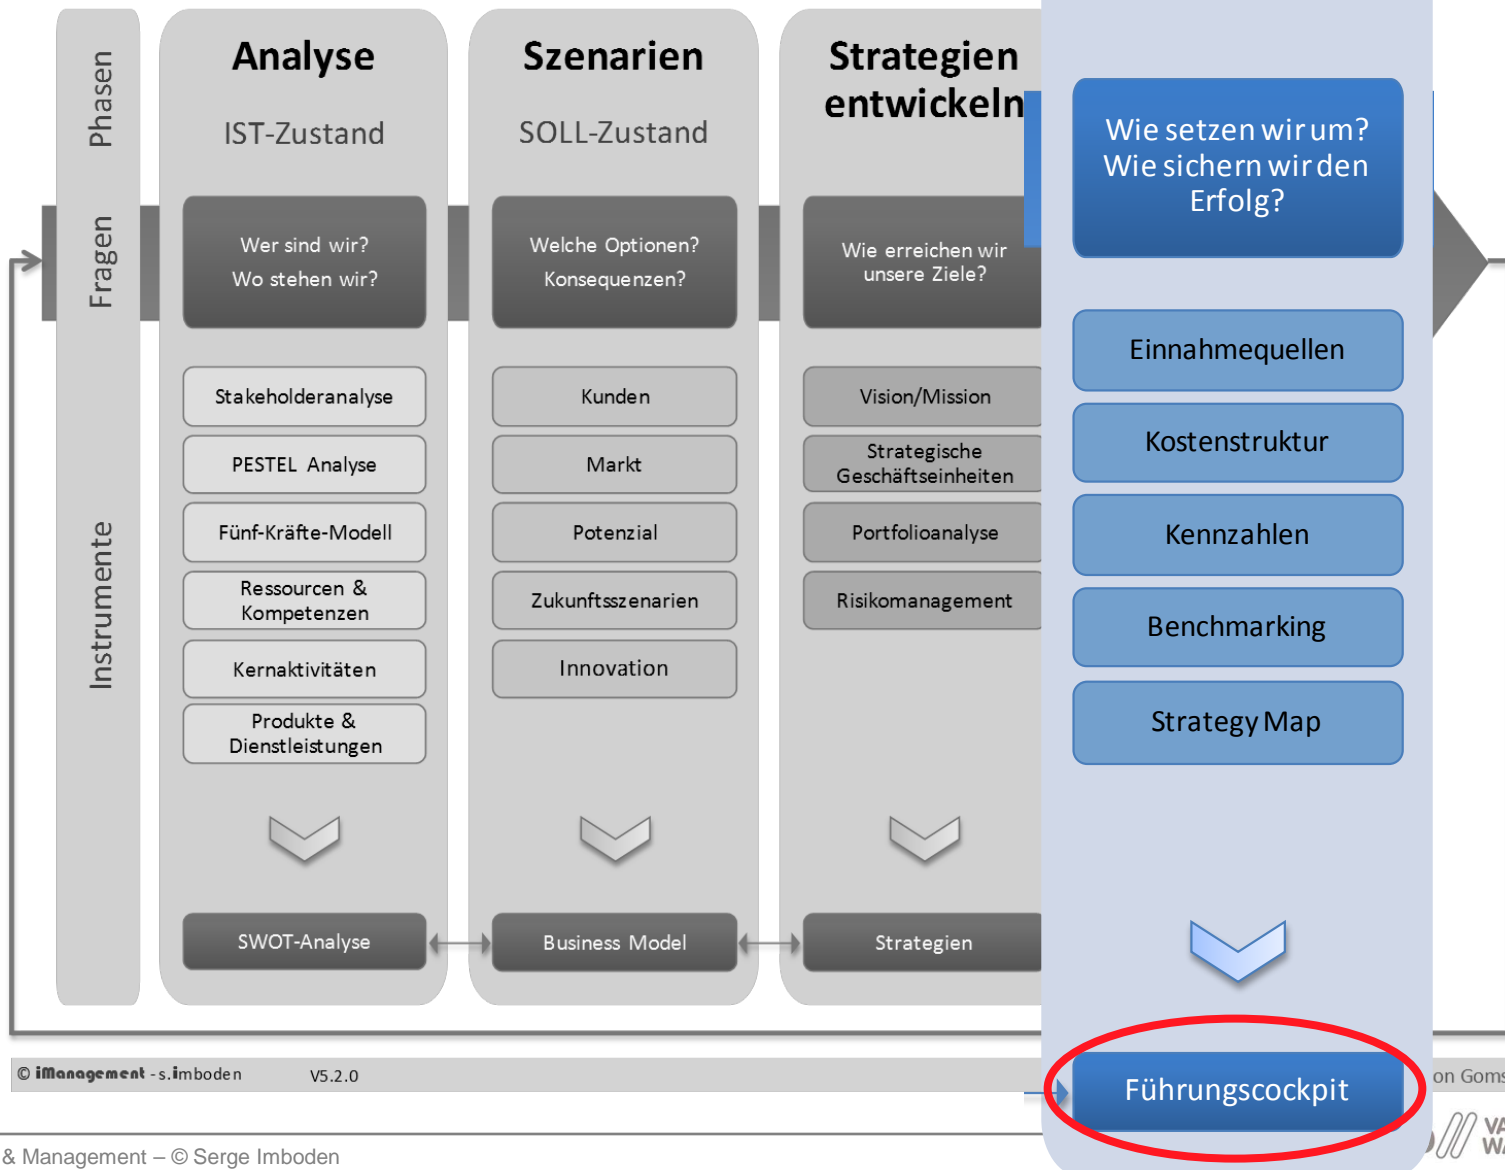 Phasen
Fragen
Instrumente
Analyse
IST-Zustand
Wer sind wir?
Wo stehen wir?
Stakeholderanalyse
PESTEL Analyse
Fünf-Kräfte-Modell
Ressourcen &
Kompetenzen
Kernaktivitäten
Produkte &
Dienstleistungen
SWOT-Analyse
Szenarien
SOLL-Zustand
Welche Optionen?
Konsequenzen?
Kunden
Markt
Potenzial
Zukunftsszenarien
Innovation
Business Model
Strategien
entwickeln
Wie erreichen wir
unsere Ziele?
Vision/Mission
Strategische
Geschäftseinheiten
Portfolioanalyse
Risikomanagement
Strategien
Wie setzen wir um?
Wie sichern wir den
Erfolg?
Einnahmequellen
Kostenstruktur
Kennzahlen
Benchmarking
Strategy Map
Führungscockpit
© iManagement - s.imboden V5.2.0
on Goms
VA
WA
& Management – © Serge Imboden